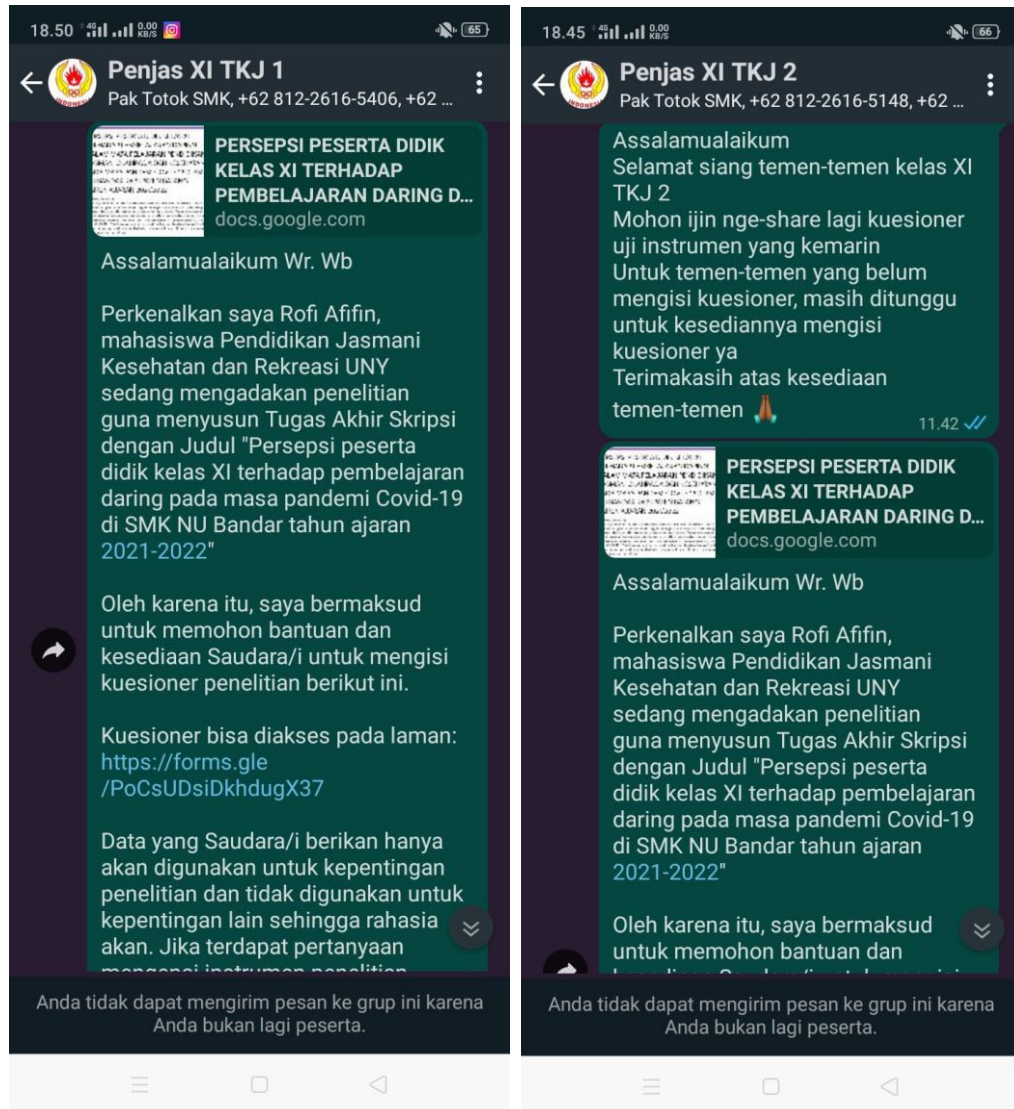 18.50 4G 0.00 KB/S 65
Penjas XI TKJ 1
Pak Totok SMK, +62 812-2616-5406, +62 ...
PERSEPSI PESERTA DIDIK
KELAS XI TERHADAP
PEMBELAJARAN DARING D...
docs.google.com
Assalamualaikum Wr. Wb
Perkenalkan saya Rofi Afifin,
mahasiswa Pendidikan Jasmani
Kesehatan dan Rekreasi UNY
sedang mengadakan penelitian
guna menyusun Tugas Akhir Skripsi
dengan Judul "Persepsi peserta
didik kelas XI terhadap pembelajaran
daring pada masa pandemi Covid-19
di SMK NU Bandar tahun ajaran
2021-2022"
Oleh karena itu, saya bermaksud
untuk memohon bantuan dan
kesediaan Saudara/i untuk mengisi
kuesioner penelitian berikut ini.
Kuesioner bisa diakses pada laman:
https://forms.gle
/PoCsUDsiDkhdugX37
Data yang Saudara/i berikan hanya
akan digunakan untuk kepentingan
penelitian dan tidak digunakan untuk
kepentingan lain sehingga rahasia
akan. Jika terdapat pertanyaan
mengenai instrumen penelitian
Anda tidak dapat mengirim pesan ke grup ini karena
Anda bukan lagi peserta.
18.45 4G 0.00 KB/S 66
Penjas XI TKJ 2
Pak Totok SMK, +62 812-2616-5148, +62 ...
Assalamualaikum
Selamat siang temen-temen kelas XI
TKJ 2
Mohon ijin nge-share lagi kuesioner
uji instrumen yang kemarin
Untuk temen-temen yang belum
mengisi kuesioner, masih ditunggu
untuk kesediannya mengisi
kuesioner ya
Terimakasih atas kesediaan
temen-temen 🙏🏾
11.42
PERSEPSI PESERTA DIDIK
KELAS XI TERHADAP
PEMBELAJARAN DARING D...
docs.google.com
Assalamualaikum Wr. Wb
Perkenalkan saya Rofi Afifin,
mahasiswa Pendidikan Jasmani
Kesehatan dan Rekreasi UNY
sedang mengadakan penelitian
guna menyusun Tugas Akhir Skripsi
dengan Judul "Persepsi peserta
didik kelas XI terhadap pembelajaran
daring pada masa pandemi Covid-19
di SMK NU Bandar tahun ajaran
2021-2022"
Oleh karena itu, saya bermaksud
untuk memohon bantuan dan
Anda tidak dapat mengirim pesan ke grup ini karena
Anda bukan lagi peserta.